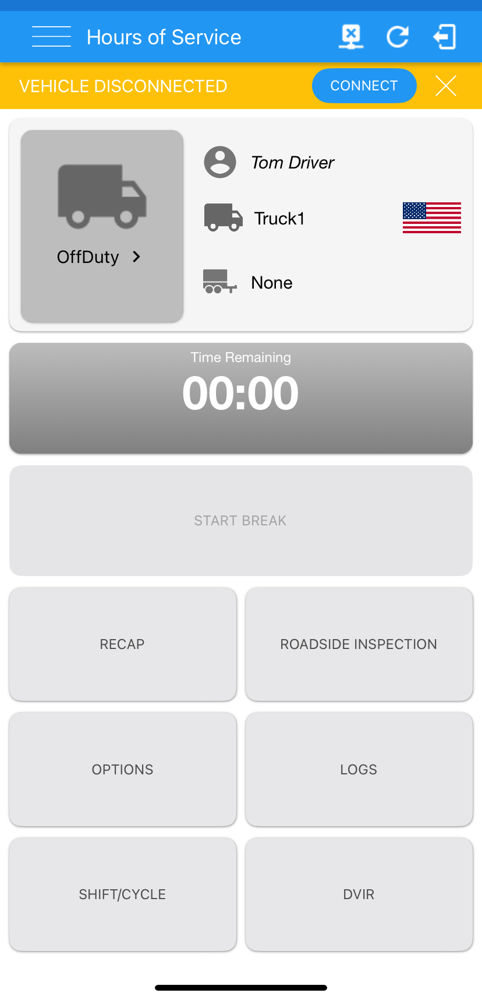 Hours of Service
VEHICLE DISCONNECTED CONNECT
Tom Driver
Truck1
OffDuty
None
Time Remaining
00:00
START BREAK
RECAP
ROADSIDE INSPECTION
OPTIONS
LOGS
SHIFT/CYCLE
DVIR